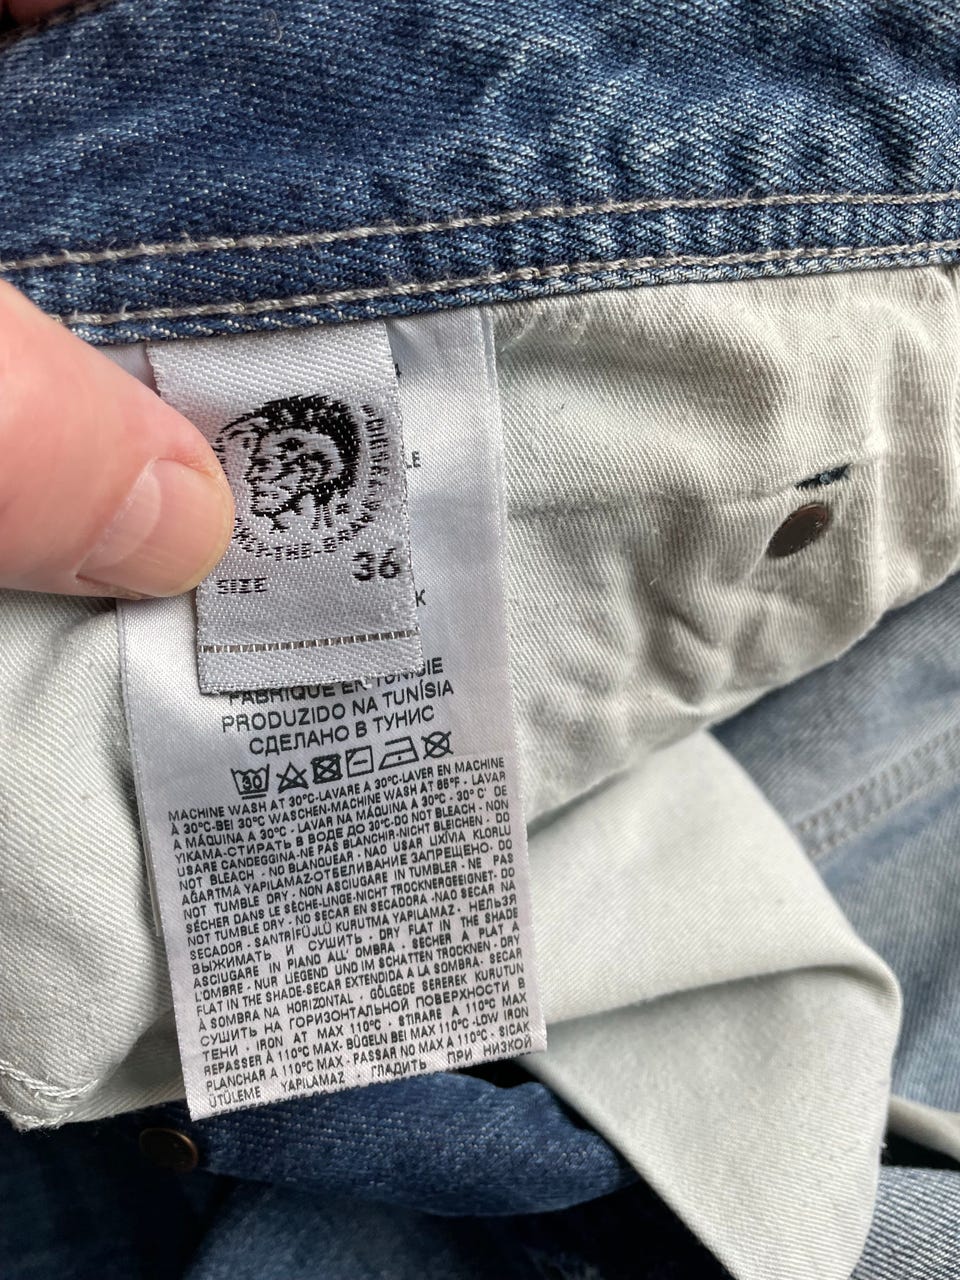 SIZE 36
LE
K
FABRIQUÉ EN TUNISIE
PRODUZIDO NA TUNÍSIA
СДЕЛАНО В ТУНИС
30
MACHINE WASH AT 30°C-LAVARE A 30°C-LAVER EN MACHINE
À 30°C-BEI 30°C WASCHEN-MACHINE WASH AT 86°F - LAVAR
A MÁQUINA A 30°C - LAVAR NA MÁQUINA A 30°C - 30°C' DE
YIKAMA-СТИРАТЬ В ВОДЕ ДО 30°C-DO NOT BLEACH - NON
USARE CANDEGGINA-NE PAS BLANCHIR-NICHT BLEICHEN - DO
NOT BLEACH - NO BLANQUEAR - NAO USAR LIXÍVIA KLORLU
AĞARTMA YAPILAMAZ-ОТБЕЛИВАНИЕ ЗАПРЕЩЕНО. DO
NOT TUMBLE DRY - NON ASCIUGARE IN TUMBLER - NE PAS
SÉCHER DANS LE SÈCHE-LINGE-NICHT TROCKNERGEEIGNET- DO
NOT TUMBLE DRY - NO SECAR EN SECADORA -NÃO SECAR NA
SECADOR - SANTRİFÜJLÜ KURUTMA YAPILMAZ - НЕЛЬЗЯ
ВЫЖИМАТЬ И СУШИТЬ - DRY FLAT IN THE SHADE
ASCIUGARE IN PIANO ALL' OMBRA - SÉCHER A PLAT A
L'OMBRE - NUR LIEGEND UND IM SCHATTEN TROCKNEN - DRY
FLAT IN THE SHADE-SECAR EXTENDIDA A LA SOMBRA- SECAR
À SOMBRA NA HORIZONTAL - GÖLGEDE SEREREK KURUTUN
СУШИТЬ НА ГОРИЗОНТАЛЬНОЙ ПОВЕРХНОСТИ В
ТЕНИ - IRON AT MAX 110°C - STIRARE A 110°C MAX
REPASSER À 110°C MAX- BÜGELN BEI MAX 110°C -LOW IRON
PLANCHAR A 110°C MAX - PASSAR NO MAX A 110°C - SICAK
ÜTÜLEME YAPILAMAZ - ГЛАДИТЬ ПРИ НИЗКОЙ